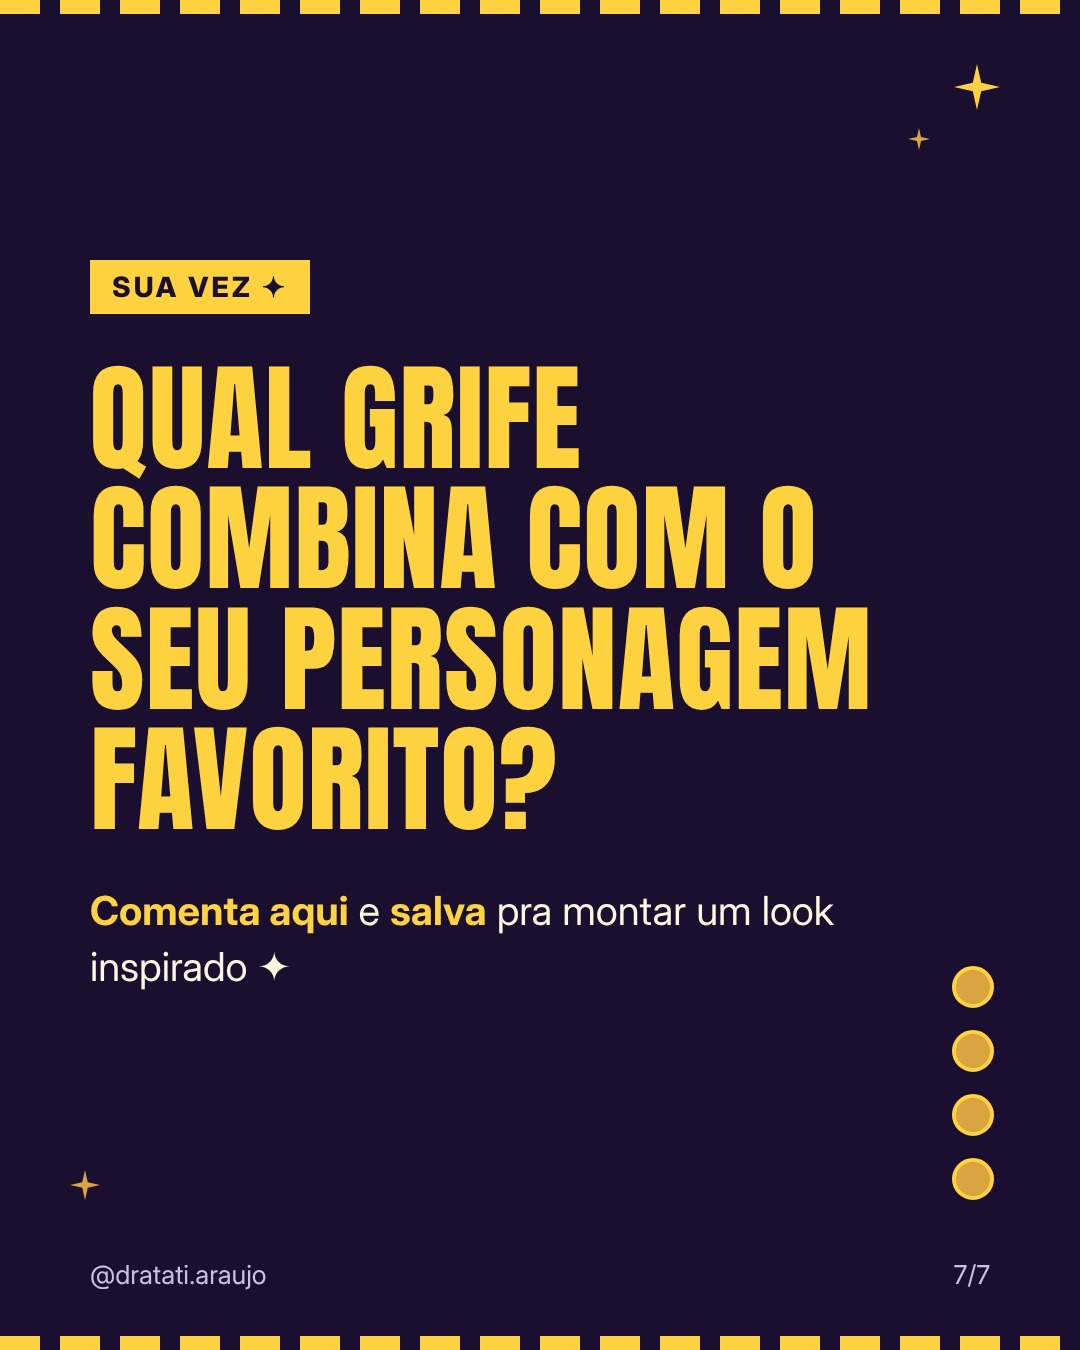 SUA VEZ ✦
QUAL GRIFE
COMBINA COM O
SEU PERSONAGEM
FAVORITO?
Comenta aqui e salva pra montar um look
inspirado ✦
@dratati.araujo
7/7